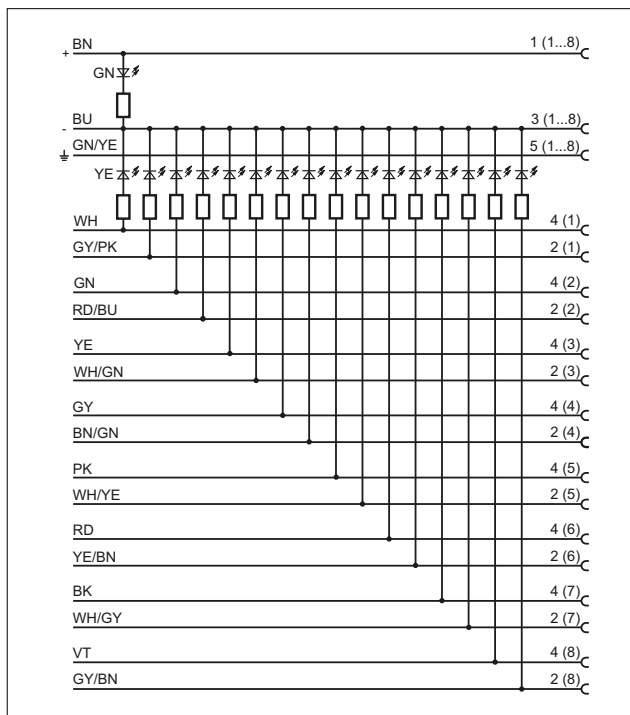 BN 1 (1...8)
+
GN
BU 3 (1...8)
-
GN/YE 5 (1...8)
YE
WH 4 (1)
GY/PK 2 (1)
GN 4 (2)
RD/BU 2 (2)
YE 4 (3)
WH/GN 2 (3)
GY 4 (4)
BN/GN 2 (4)
PK 4 (5)
WH/YE 2 (5)
RD 4 (6)
YE/BN 2 (6)
BK 4 (7)
WH/GY 2 (7)
VT 4 (8)
GY/BN 2 (8)